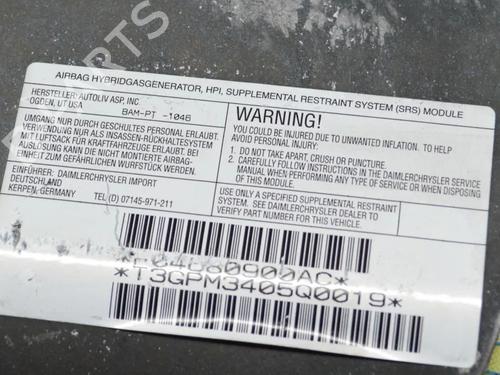 AIRBAG HYBRIDGASGENERATOR, HPI, SUPPLEMENTAL RESTRAINT SYSTEM (SRS) MODULE
HERSTELLER: AUTOLIV ASP, INC
OGDEN, UT USA
BAM-PT -1046
UMGANG NUR DURCH GESCHULTES PERSONAL ERLAUBT.
VERWENDUNG NUR ALS INSASSEN-RÜCKHALTESYSTEM
MIT LUFTSACK FÜR KRAFTFAHRZEUGE ERLAUBT. BEI
AUSLÖSUNG KANN DIE NICHT MONTIERTE AIRBAG-
EINHEIT ZUM GEFÄHRLICHEN WURFSTÜCK WERDEN.
EINFÜHRER: DAIMLERCHRYSLER IMPORT
DEUTSCHLAND
KERPEN, GERMANY
TEL (D) 07145-971-211
WARNING!
YOU COULD BE INJURED DUE TO UNWANTED INFLATION.
1. DO NOT TAKE APART, CRUSH OR PUNCTURE.
2. CAREFULLY FOLLOW INSTRUCTIONS IN THE DAIMLERCHRYSLER SERVICE
MANUAL WHEN PERFORMING ANY TYPE OF SERVICE OR WHEN DISPOSING
OF THIS MODULE.
USE ONLY A SPECIFIED SUPPLEMENTAL RESTRAINT
SYSTEM. SEE DAIMLERCHRYSLER DEALER TO
VERIFY PART NUMBER FOR THIS VEHICLE.
04680900AC*
*T3GPM3405Q0019*